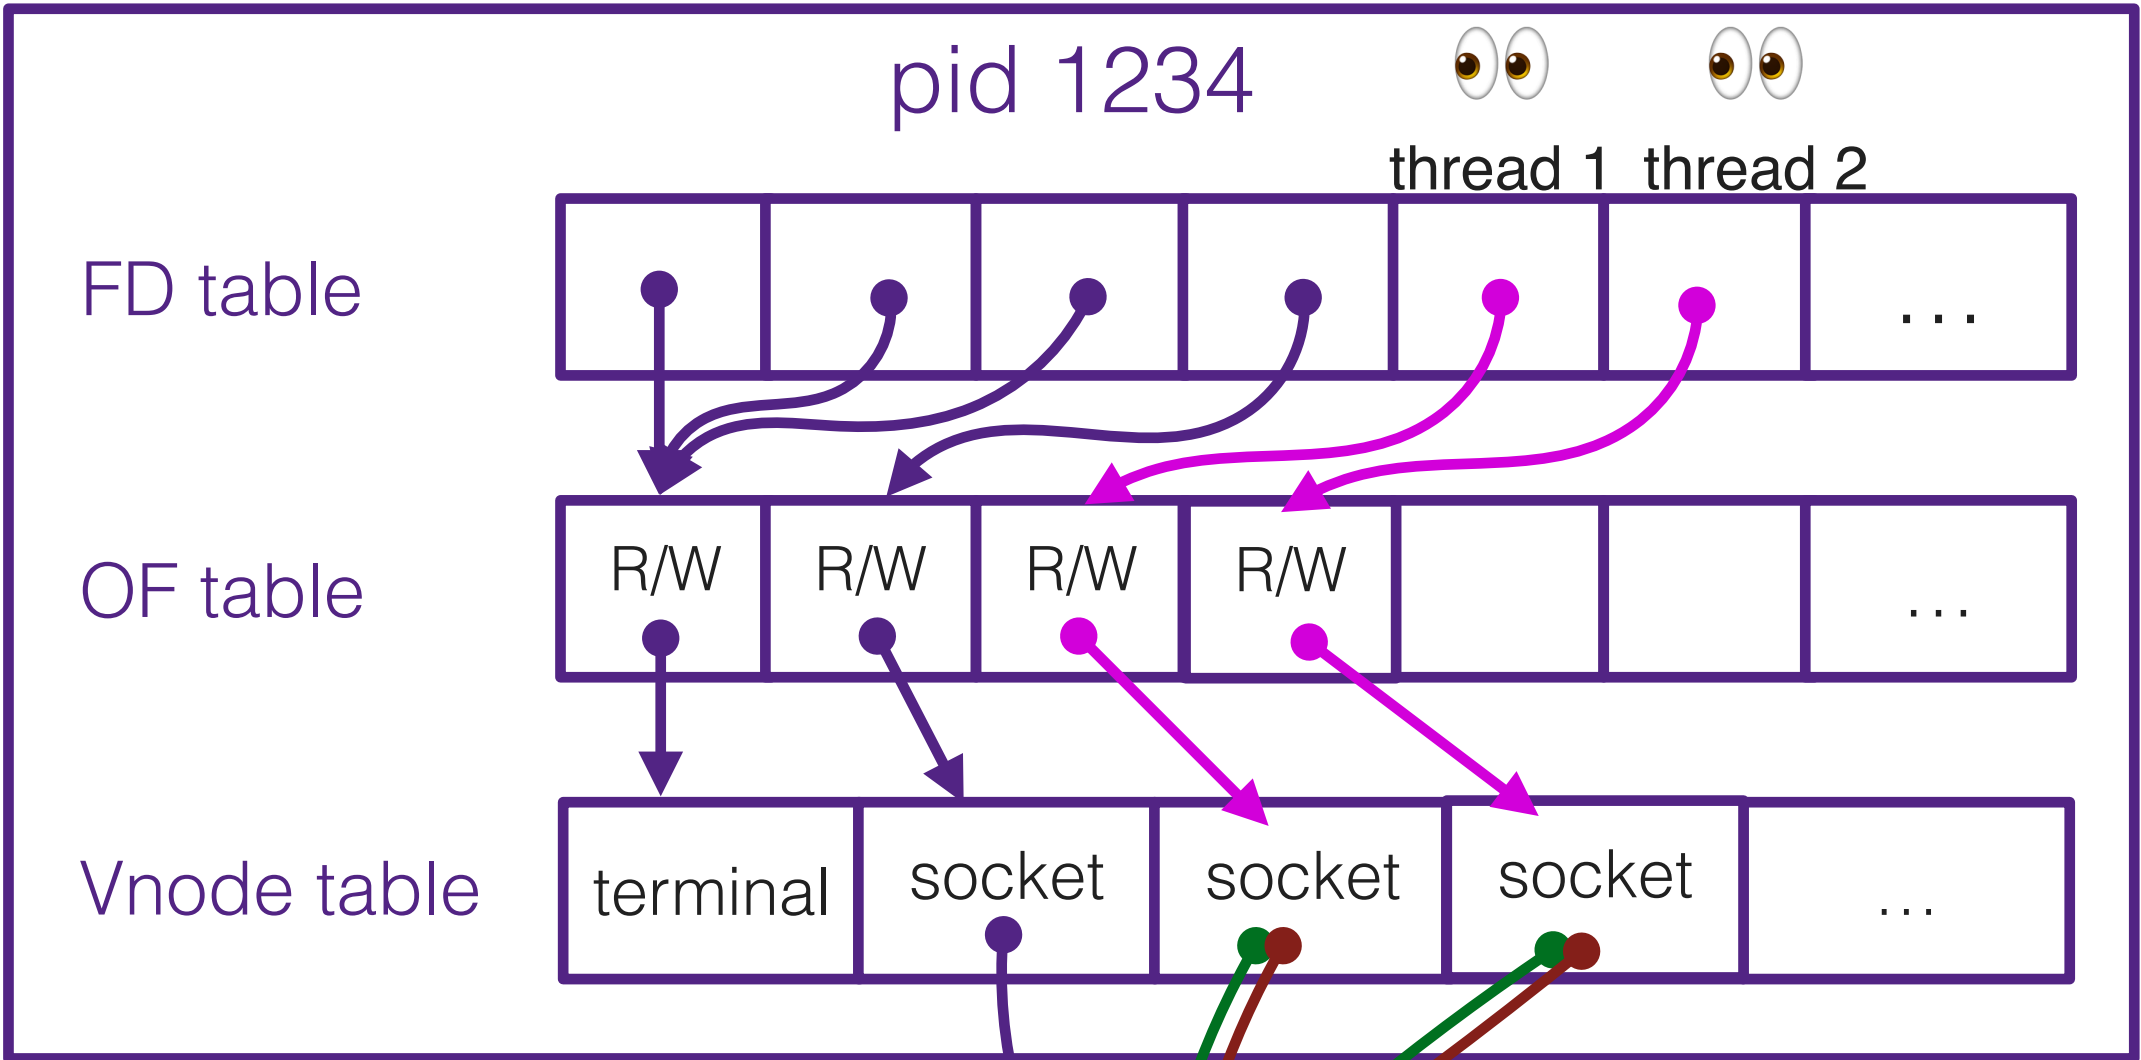 pid 1234
thread 1 thread 2
FD table
. . .
OF table
R/W R/W R/W R/W
. . .
Vnode table
terminal socket socket socket
. . .